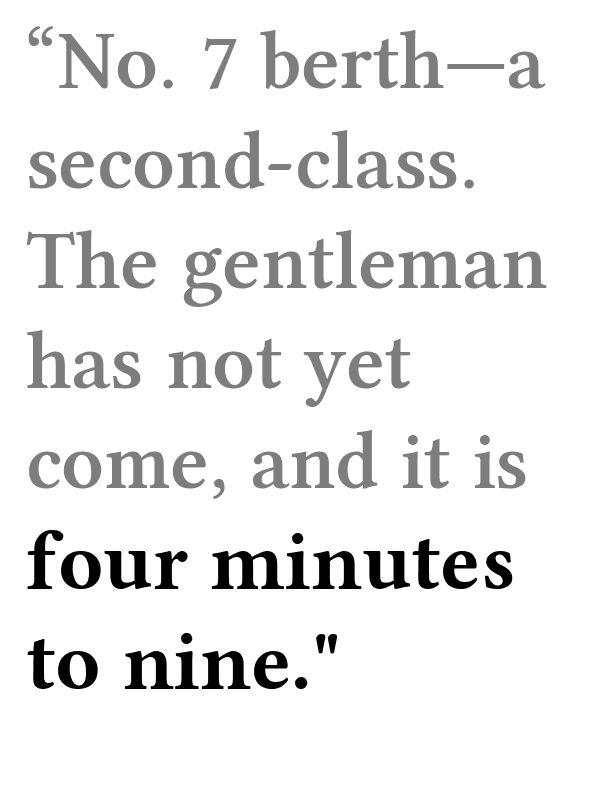 “No. 7 berth—a
second-class.
The gentleman
has not yet
come, and it is
four minutes
to nine."